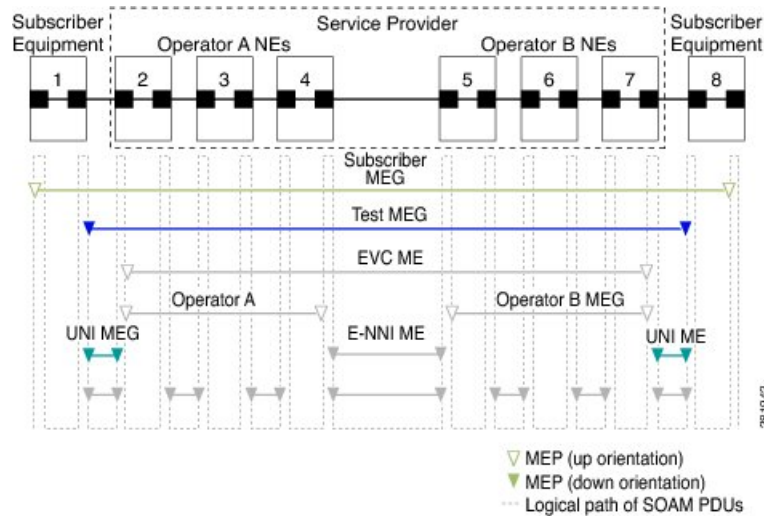 Subscriber
Equipment
Service Provider
Subscriber
Equipment
Operator A NEs
Operator B NEs
1
2
3
4
5
6
7
8
Subscriber
MEG
Test MEG
EVC ME
Operator A
Operator B MEG
UNI MEG
E-NNI ME
UNI ME
MEP (up orientation)
MEP (down orientation)
Logical path of SOAM PDUs